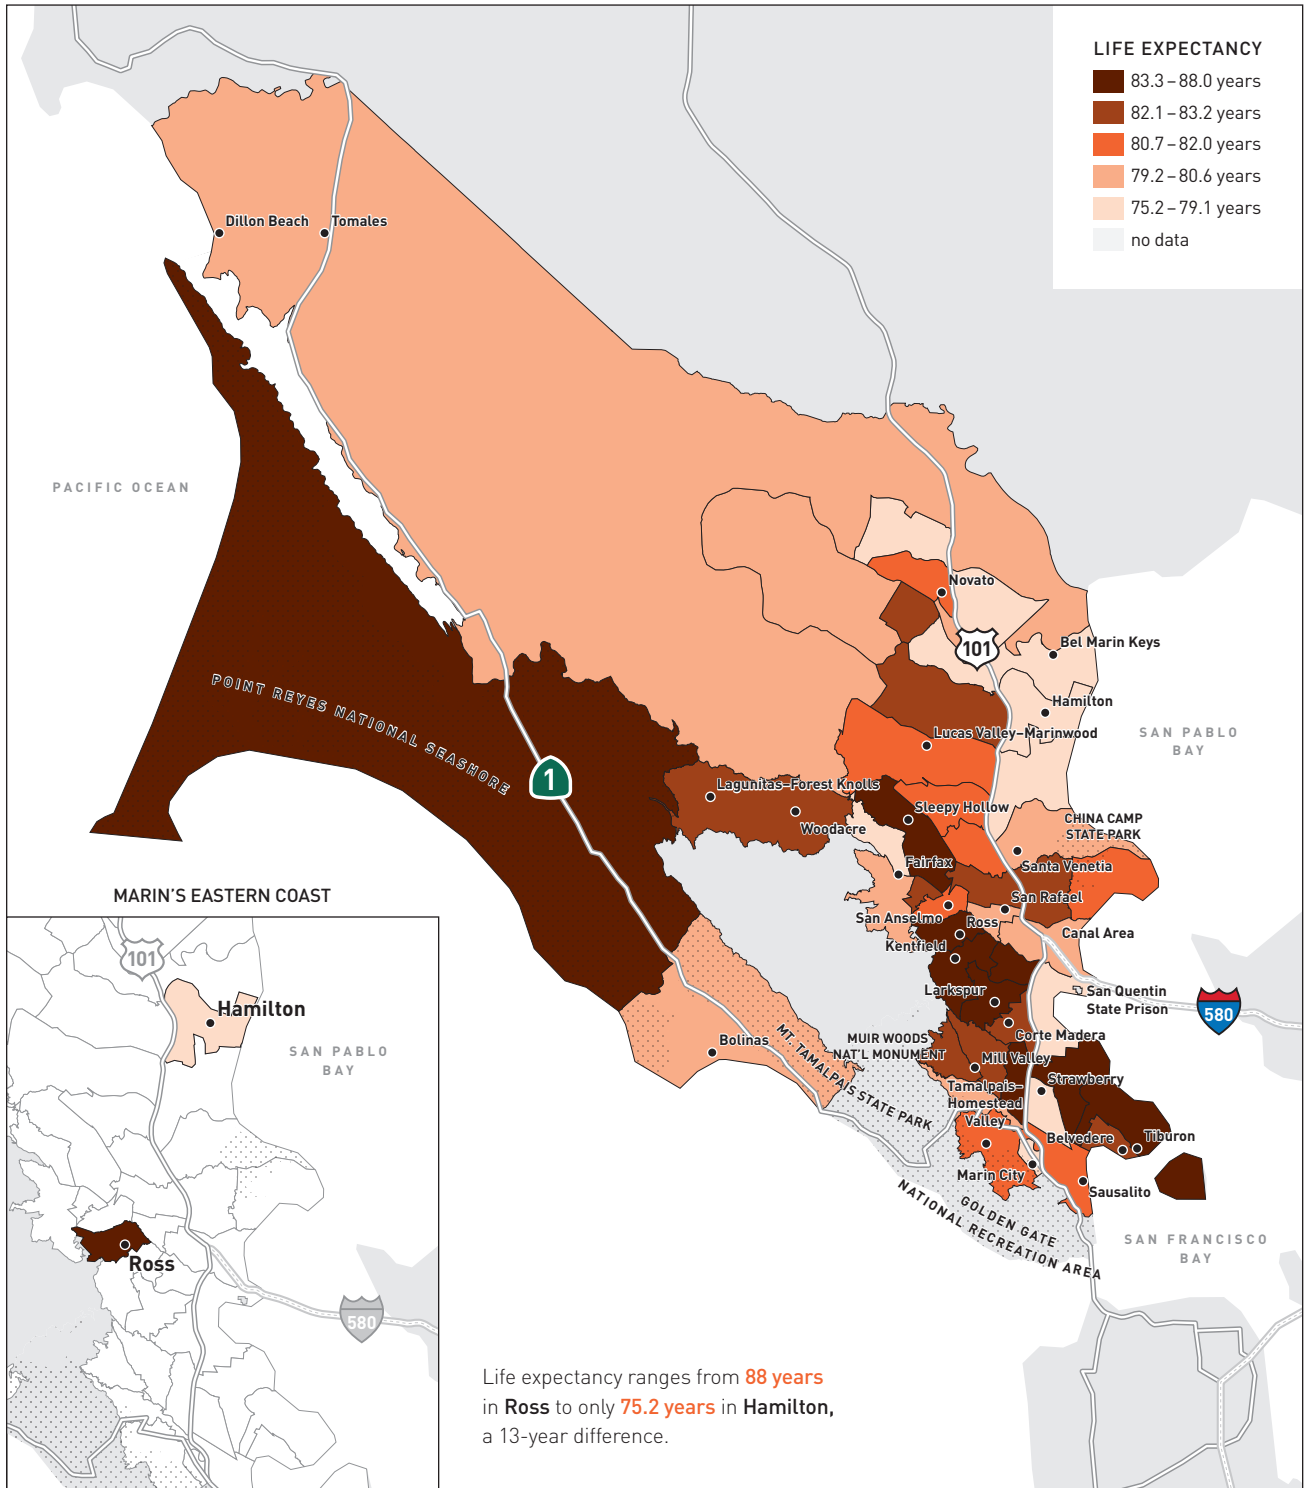 LIFE EXPECTANCY
83.3 – 88.0 years
82.1 – 83.2 years
80.7 – 82.0 years
79.2 – 80.6 years
75.2 – 79.1 years
no data
Dillon Beach
Tomales
PACIFIC OCEAN
Novato
101
Bel Marin Keys
Hamilton
Lucas Valley–Marinwood
SAN PABLO
BAY
POINT REYES NATIONAL SEASHORE
1
Lagunitas–Forest Knolls
Woodacre
Sleepy Hollow
CHINA CAMP
STATE PARK
Fairfax
Santa Venetia
San Rafael
San Anselmo
Ross
Canal Area
Kentfield
Larkspur
San Quentin
State Prison
580
Corte Madera
MUIR WOODS
NAT'L MONUMENT
Mill Valley
Bolinas
MT. TAMALPAIS STATE PARK
Strawberry
Tamalpais–
Homestead
Valley
Belvedere
Tiburon
Marin City
Sausalito
GOLDEN GATE
NATIONAL RECREATION AREA
SAN FRANCISCO
BAY
MARIN’S EASTERN COAST
101
Hamilton
SAN PABLO
BAY
Ross
580
Life expectancy ranges from 88 years
in Ross to only 75.2 years in Hamilton,
a 13-year difference.